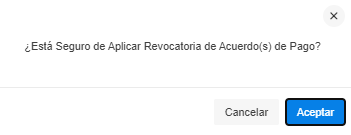 ¿Está Seguro de Aplicar Revocatoria de Acuerdo(s) de Pago?
Cancelar Aceptar